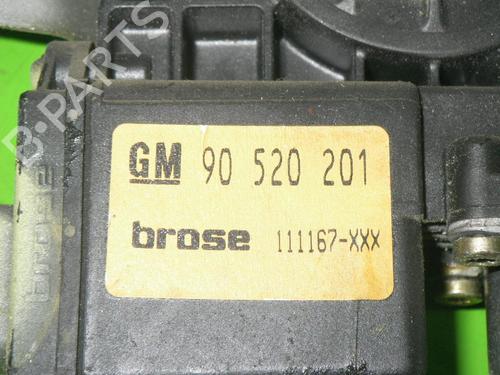 B-PARTS
GM 90 520 201
brose 111167-XXX
brose